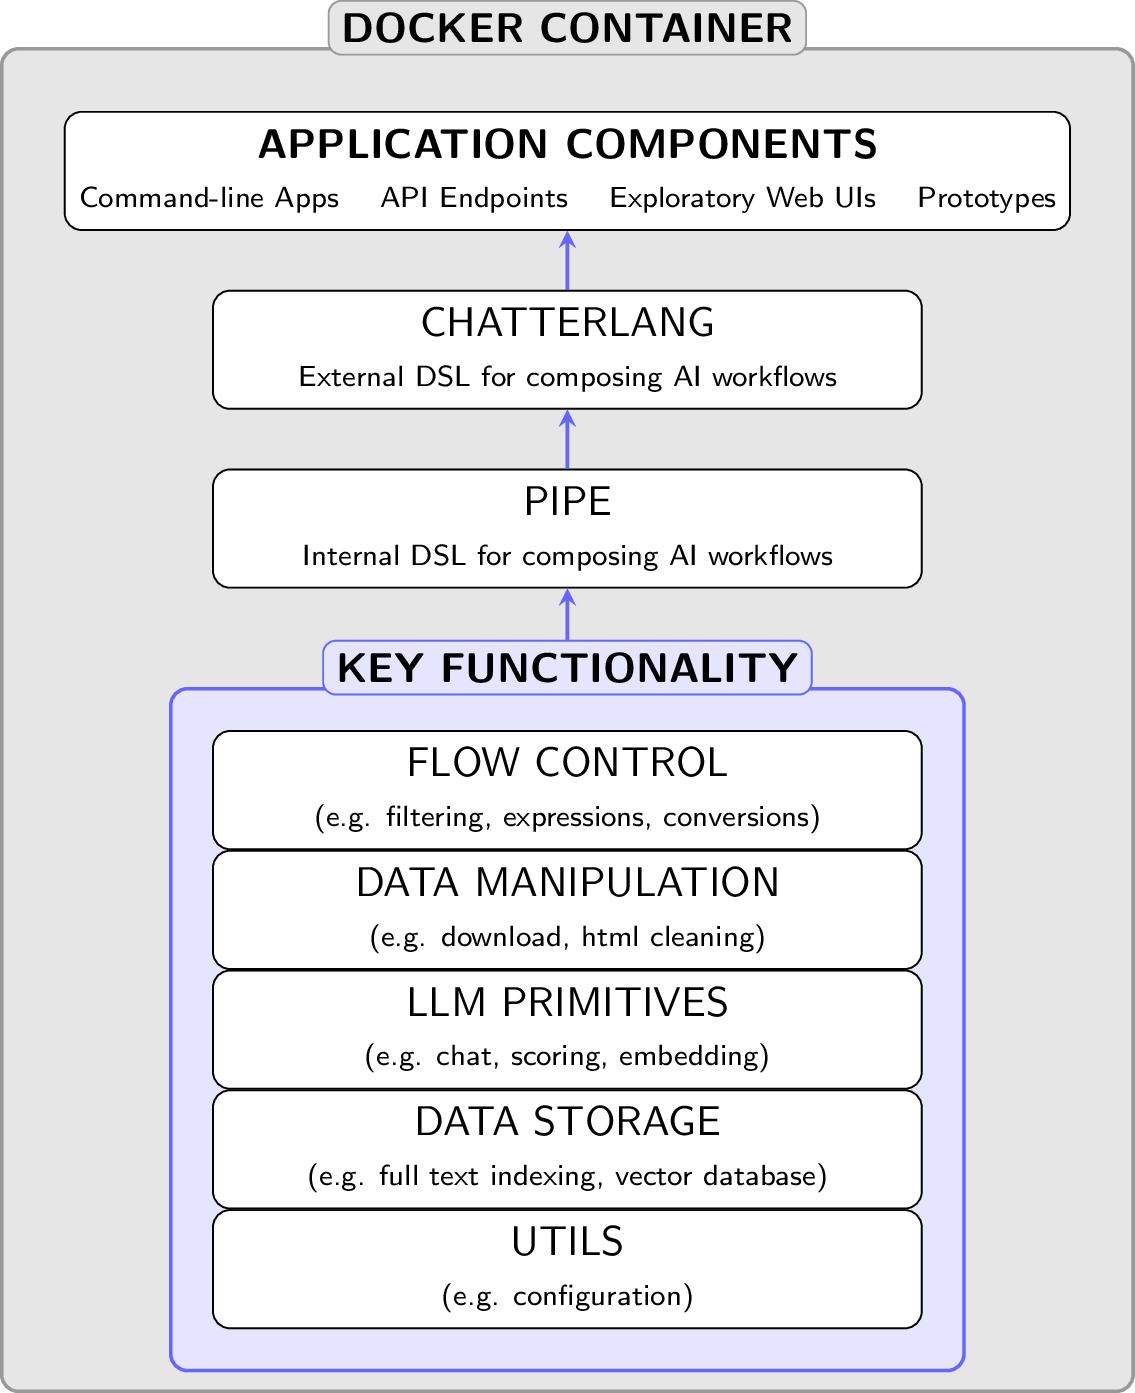 DOCKER CONTAINER
APPLICATION COMPONENTS
Command-line Apps API Endpoints Exploratory Web UIs Prototypes
CHATTERLANG
External DSL for composing AI workflows
PIPE
Internal DSL for composing AI workflows
KEY FUNCTIONALITY
FLOW CONTROL
(e.g. filtering, expressions, conversions)
DATA MANIPULATION
(e.g. download, html cleaning)
LLM PRIMITIVES
(e.g. chat, scoring, embedding)
DATA STORAGE
(e.g. full text indexing, vector database)
UTILS
(e.g. configuration)